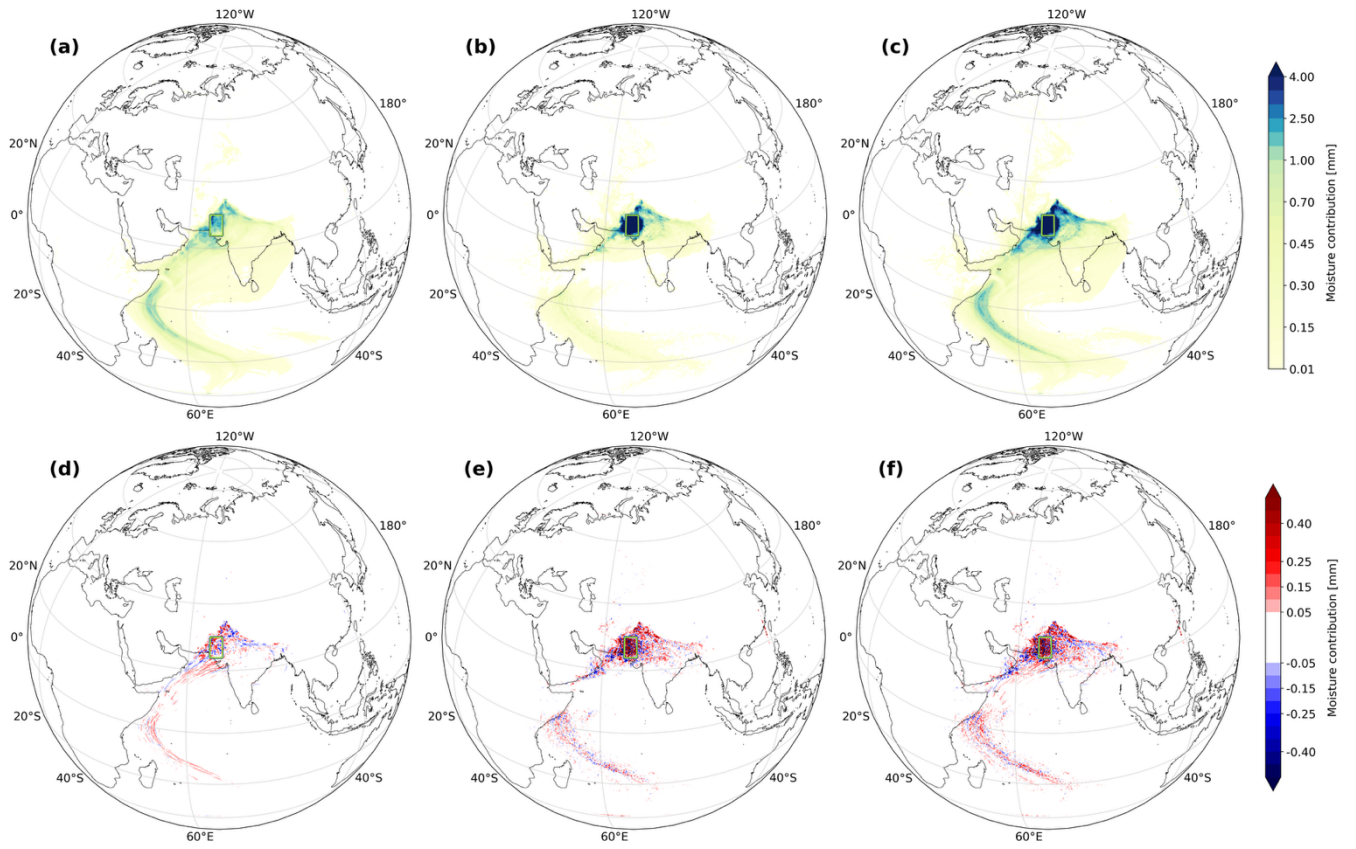 120°W
120°W
120°W
(a)
(b)
(c)
180°
180°
180°
20°N
20°N
20°N
0°
0°
0°
20°S
20°S
20°S
40°S
40°S
40°S
40°S
40°S
40°S
60°E
60°E
60°E
4.00
2.50
1.00
0.70
0.45
0.30
0.15
0.01
Moisture contribution [mm]
120°W
120°W
120°W
(d)
(e)
(f)
180°
180°
180°
20°N
20°N
20°N
0°
0°
0°
20°S
20°S
20°S
40°S
40°S
40°S
40°S
40°S
40°S
60°E
60°E
60°E
0.40
0.25
0.15
0.05
-0.05
-0.15
-0.25
-0.40
Moisture contribution [mm]